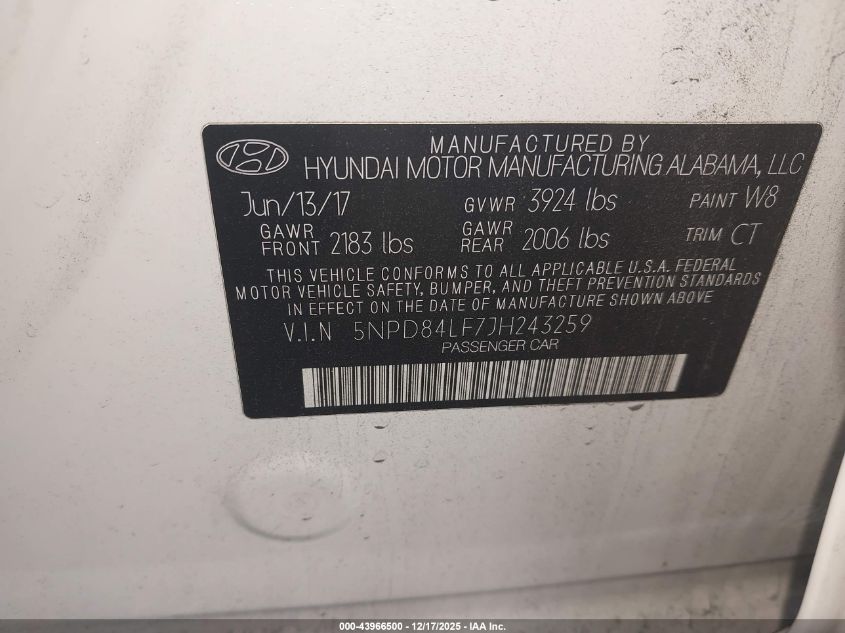 MANUFACTURED BY
HYUNDAI MOTOR MANUFACTURING ALABAMA, LLC
Jun/13/17 GVWR 3924 lbs PAINT W8
GAWR FRONT 2183 lbs GAWR REAR 2006 lbs TRIM CT
THIS VEHICLE CONFORMS TO ALL APPLICABLE U.S.A. FEDERAL
MOTOR VEHICLE SAFETY, BUMPER, AND THEFT PREVENTION STANDARDS
IN EFFECT ON THE DATE OF MANUFACTURE SHOWN ABOVE
V.I.N 5NPD84LF7JH243259
PASSENGER CAR
000-43966500 - 12/17/2025 - IAA Inc.